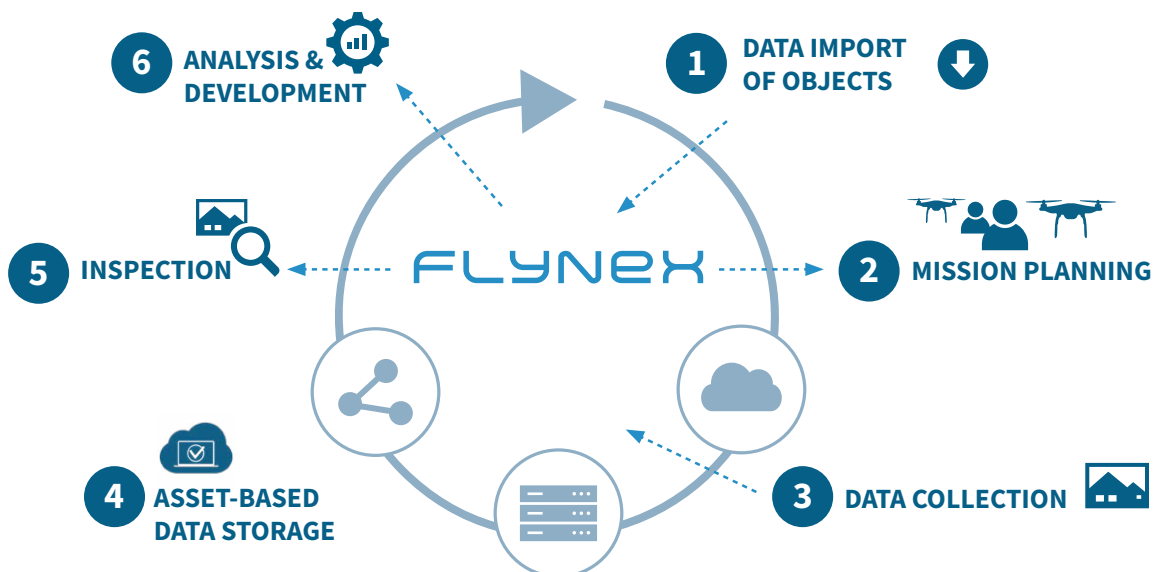 1
DATA IMPORT
OF OBJECTS
2
MISSION PLANNING
3
DATA COLLECTION
4
ASSET-BASED
DATA STORAGE
5
INSPECTION
6
ANALYSIS &
DEVELOPMENT
FLYNEX